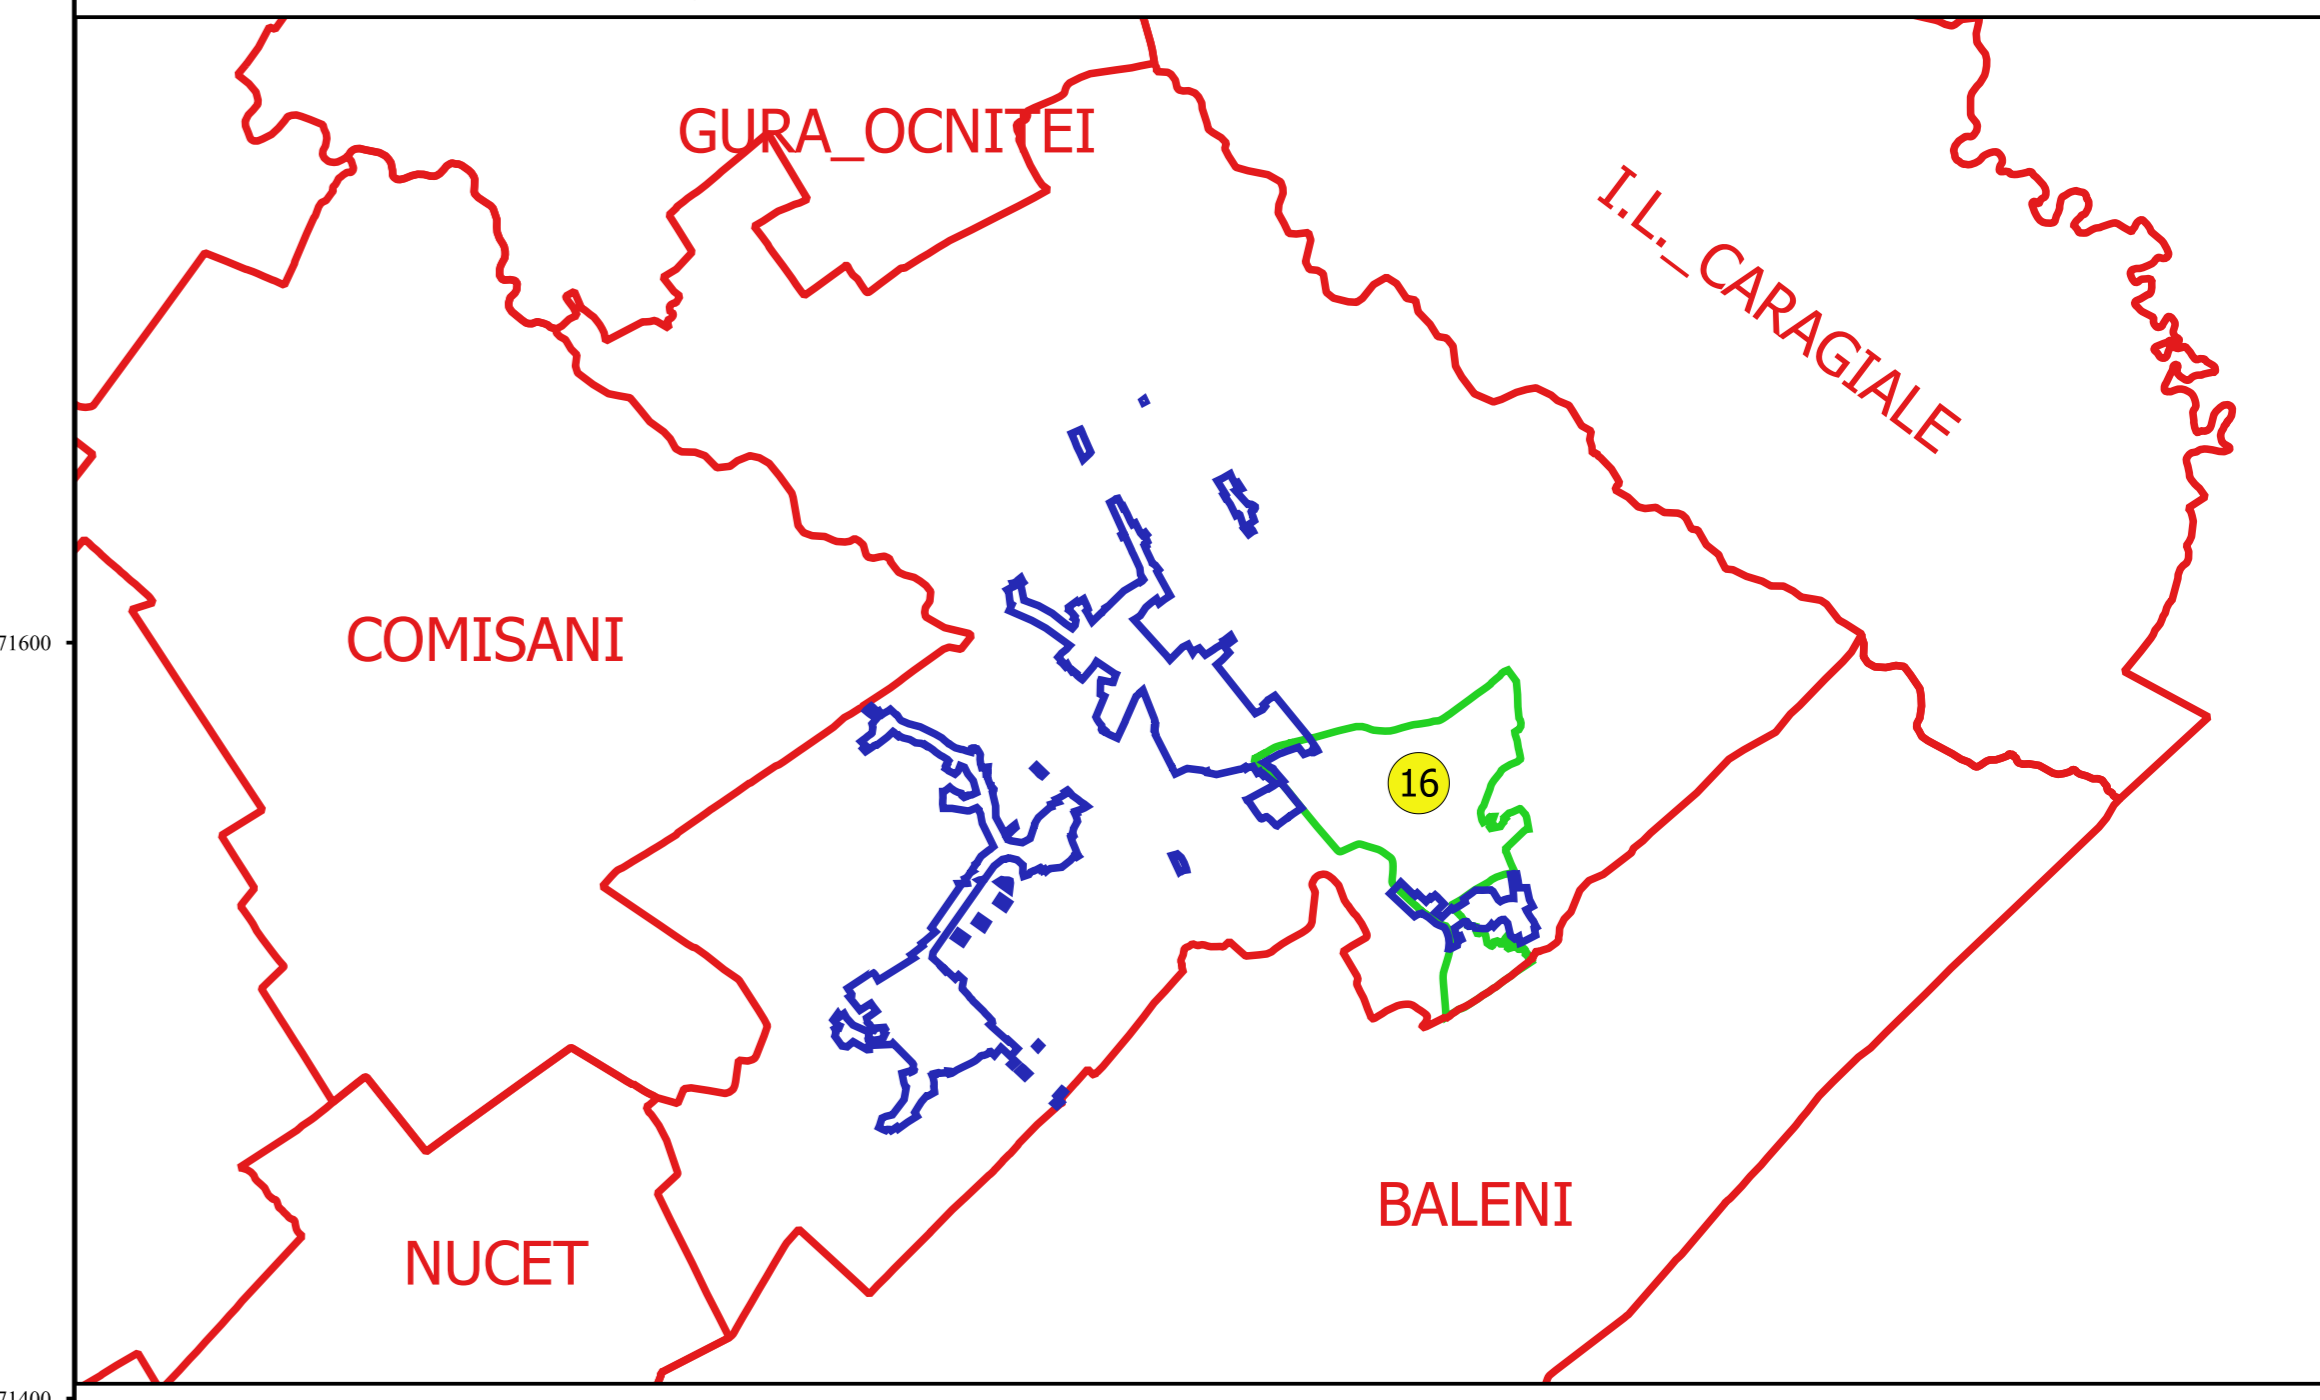 GURA_OCNITEI
I.L._CARAGIALE
71600
COMISANI
16
BALENI
NUCET